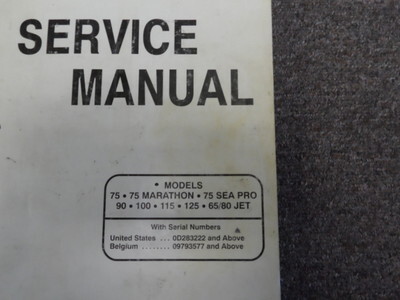 SERVICE
MANUAL
• MODELS
75 • 75 MARATHON • 75 SEA PRO
90 • 100 • 115 • 125 • 65/80 JET
With Serial Numbers
United States ... 0D283222 and Above
Belgium ........ 09793577 and Above